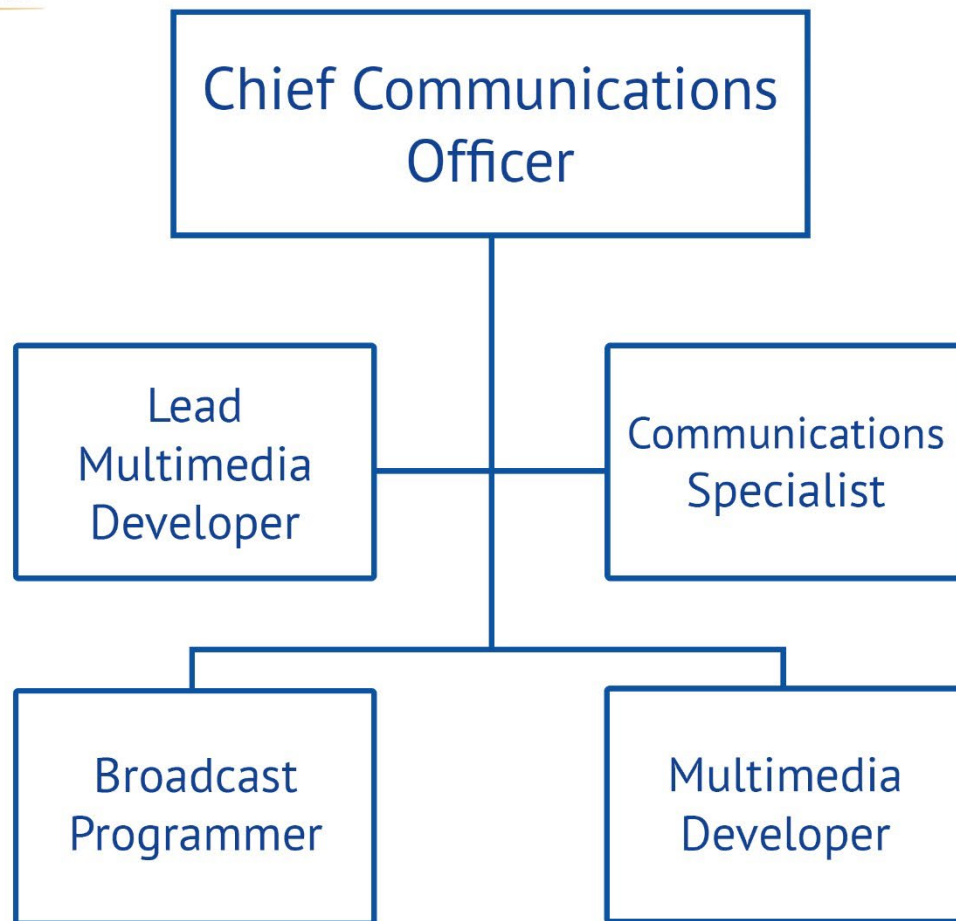 Chief Communications
Officer
Lead
Multimedia
Developer
Communications
Specialist
Broadcast
Programmer
Multimedia
Developer